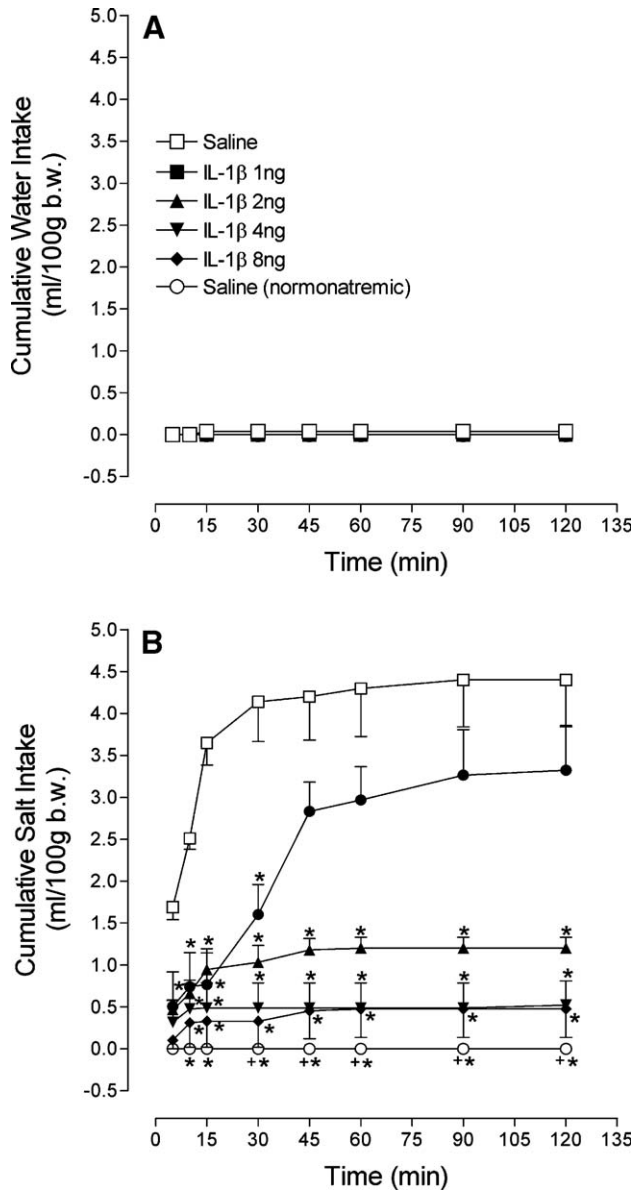 A
5.0
4.5
4.0
3.5
3.0
2.5
2.0
1.5
1.0
0.5
0.0
-0.5
Cumulative Water Intake
(ml/100g b.w.)
Saline
IL-1β 1ng
IL-1β 2ng
IL-1β 4ng
IL-1β 8ng
Saline (normonatremic)
0 15 30 45 60 75 90 105 120 135
Time (min)
B
5.0
4.5
4.0
3.5
3.0
2.5
2.0
1.5
1.0
0.5
0.0
-0.5
Cumulative Salt Intake
(ml/100g b.w.)
*
* * * * * * *
* * * * * * *
* * * * * * * *
* * +* +* +* +* +*
0 15 30 45 60 75 90 105 120 135
Time (min)